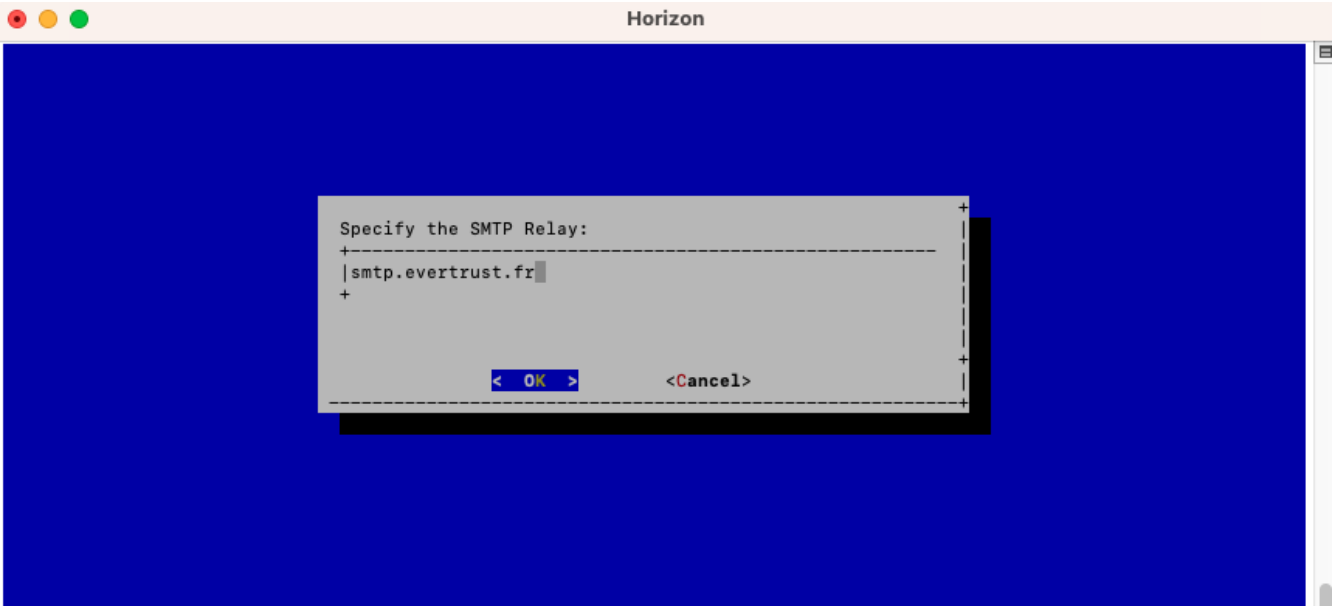 Horizon
Specify the SMTP Relay:
smtp.evertrust.fr
< OK > <Cancel>